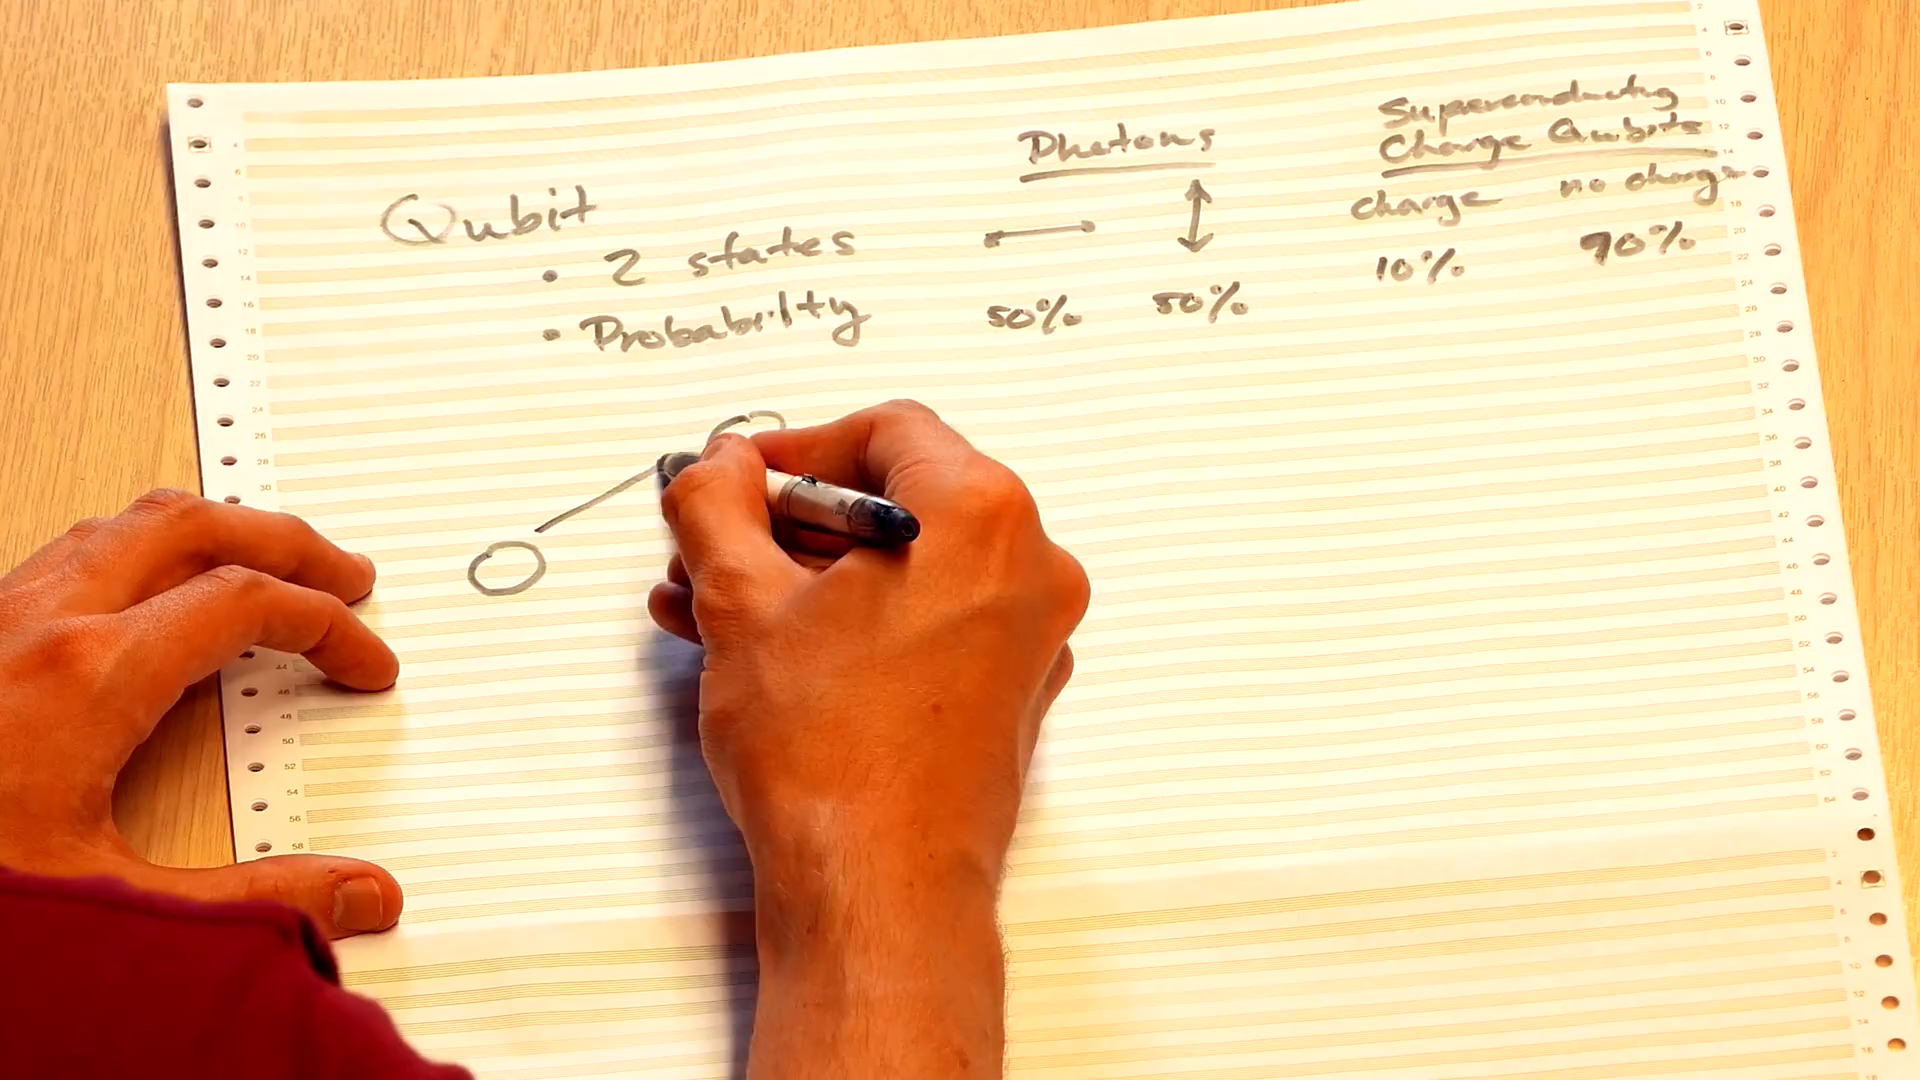 Qubit
• 2 states
• Probability
Photons
50% 50%
Superconducting
Charge Qubits
charge no charge
10% 90%